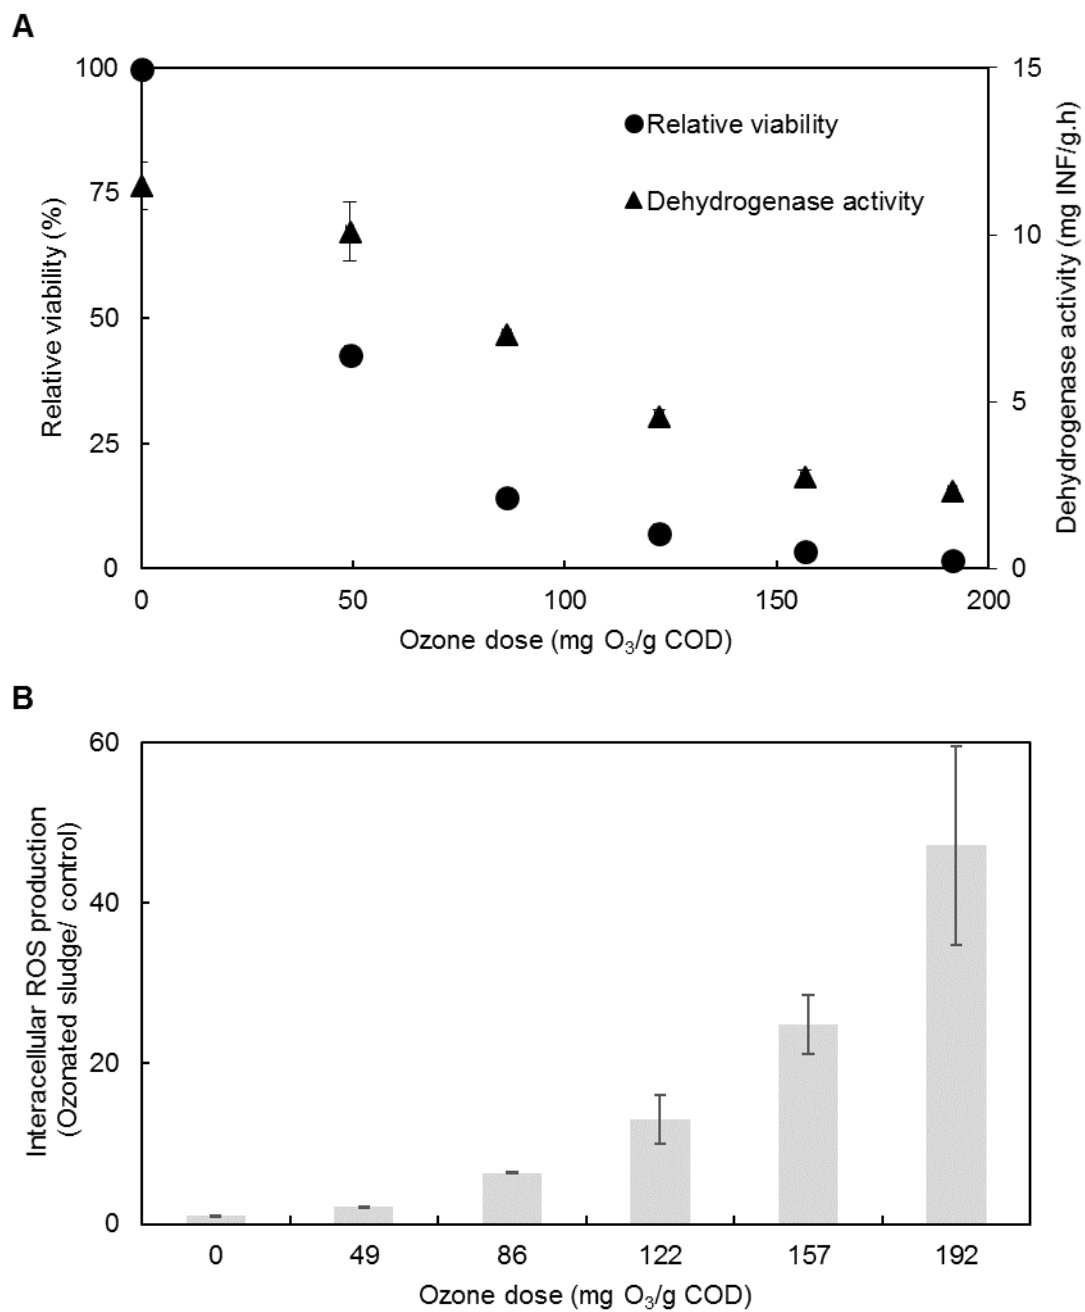 A
100
75
50
25
0
Relative viability (%)
Relative viability
Dehydrogenase activity
15
10
5
0
Dehydrogenase activity (mg INF/g.h)
0 50 100 150 200
Ozone dose (mg O₃/g COD)
B
60
40
20
0
Interacellular ROS production
(Ozonated sludge/ control)
0 49 86 122 157 192
Ozone dose (mg O₃/g COD)